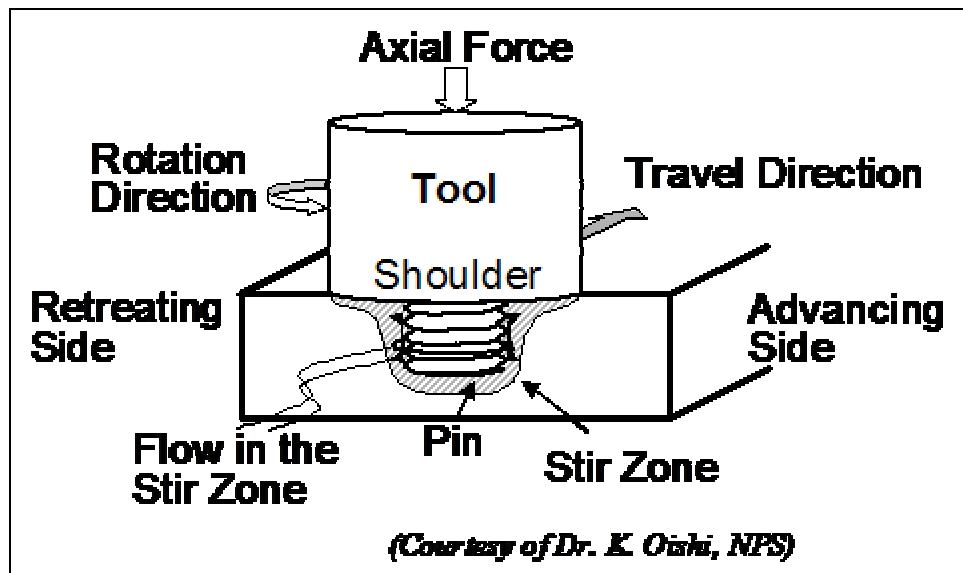 Axial Force
Rotation
Direction
Tool
Travel Direction
Shoulder
Retreating
Side
Advancing
Side
Flow in the
Stir Zone
Pin
Stir Zone
(Courtesy of Dr. K. Oishi, NPS)